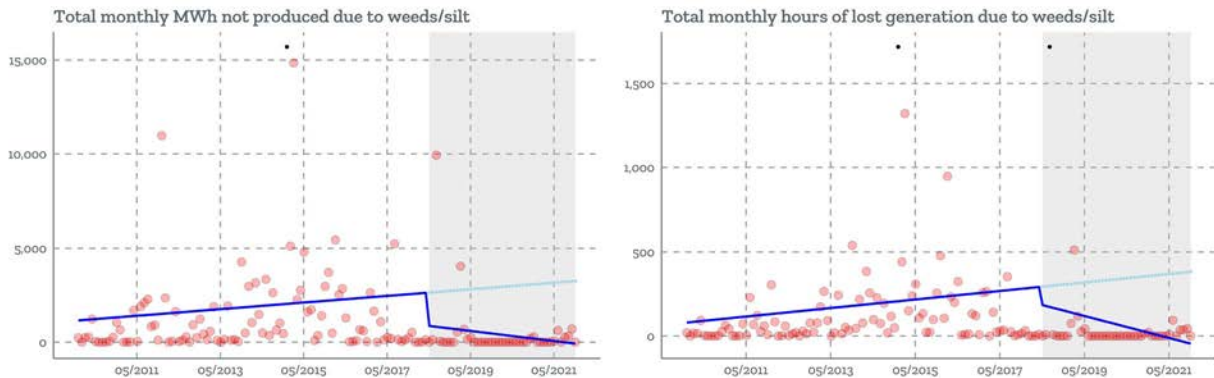 Total monthly MWh not produced due to weeds/silt
15,000
10,000
5,000
0
05/2011 05/2013 05/2015 05/2017 05/2019 05/2021
Total monthly hours of lost generation due to weeds/silt
1,500
1,000
500
0
05/2011 05/2013 05/2015 05/2017 05/2019 05/2021